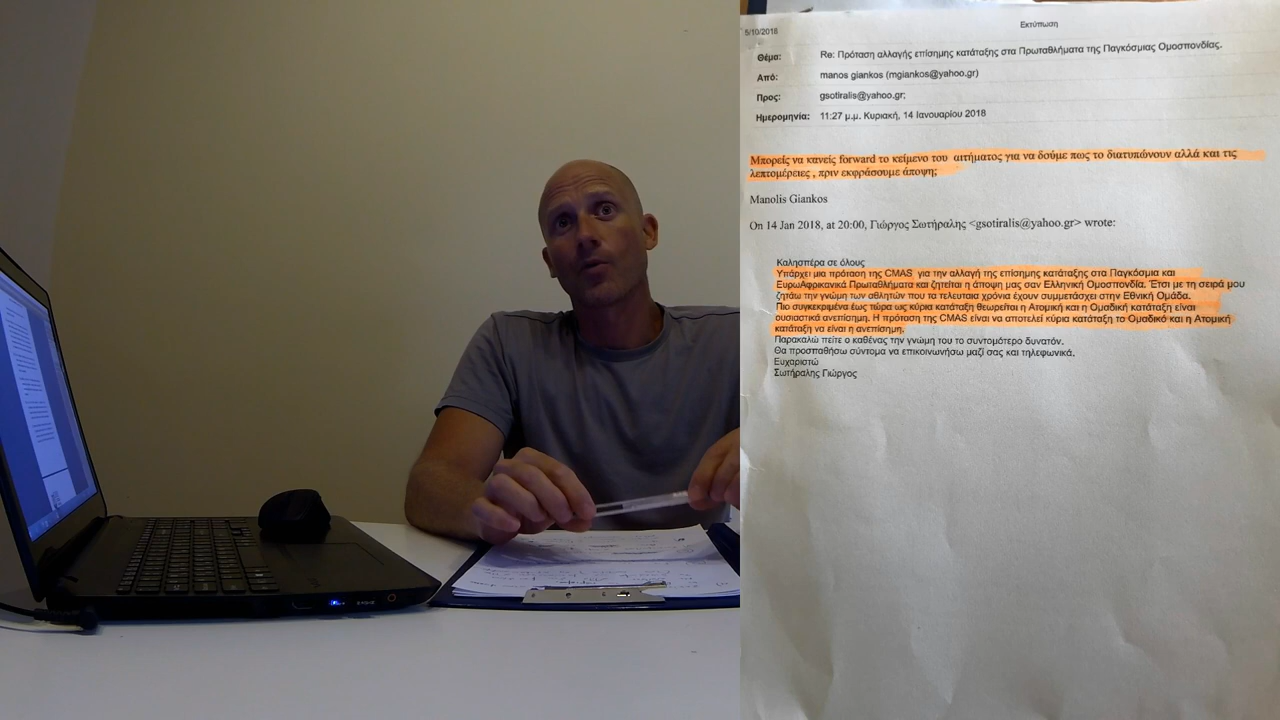 5/10/2018
Εκτύπωση
Θέμα: Re: Πρόταση αλλαγής επίσημης κατάταξης στα Πρωταθλήματα της Παγκόσμιας Ομοσπονδίας.
Από: manos giankos (mgiankos@yahoo.gr)
Προς: gsotiralis@yahoo.gr;
Ημερομηνία: 11:27 μ.μ. Κυριακή, 14 Ιανουαρίου 2018
Μπορείς να κανείς forward το κείμενο του αιτήματος για να δούμε πως το διατυπώνουν αλλά και τις
λεπτομέρειες , πριν εκφράσουμε άποψη;
Manolis Giankos
On 14 Jan 2018, at 20:00, Γιώργος Σωτήραλης <gsotiralis@yahoo.gr> wrote:
Καλησπέρα σε όλους
Υπάρχει μια πρόταση της CMAS για την αλλαγή της επίσημης κατάταξης στα Παγκόσμια και
ΕυρωΑφρικανικά Πρωταθλήματα και ζητείται η άποψη μας σαν Ελληνική Ομοσπονδία. Έτσι με τη σειρά μου
ζητάω την γνώμη των αθλητών που τα τελευταια χρόνια έχουν συμμετάσχει στην Εθνική Ομάδα.
Πιο συγκεκριμένα έως τώρα ως κύρια κατάταξη θεωρείται η Ατομική και η Ομαδική κατάταξη είναι
ουσιαστικά ανεπίσημη. Η πρόταση της CMAS είναι να αποτελεί κύρια κατάταξη το Ομαδικό και η Ατομική
κατάταξη να είναι η ανεπίσημη.
Παρακαλώ πείτε ο καθένας την γνώμη του το συντομότερο δυνατόν.
Θα προσπαθήσω σύντομα να επικοινωνήσω μαζί σας και τηλεφωνικά.
Ευχαριστώ
Σωτήραλης Γιώργος